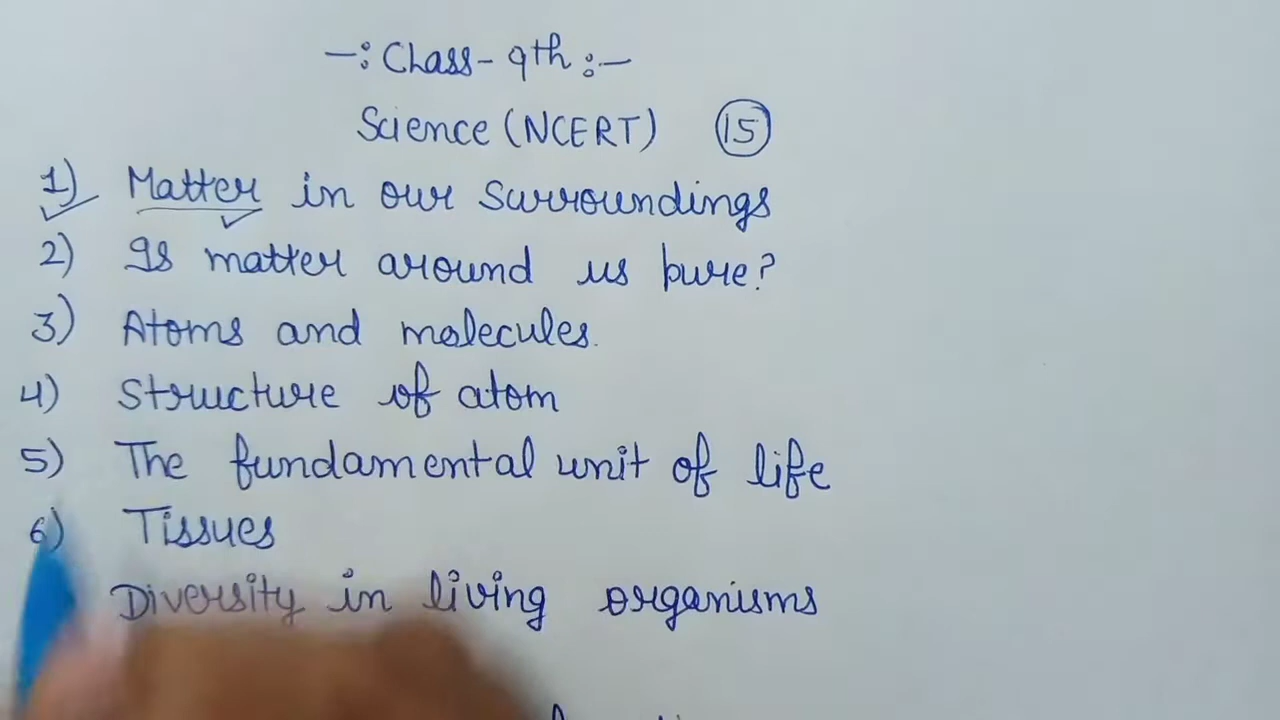 -: Class-9th :-
Science (NCERT) 15
1) Matter in our surroundings
2) Is matter around us pure?
3) Atoms and molecules.
4) Structure of atom
5) The fundamental unit of life
6) Tissues
Diversity in living organisms